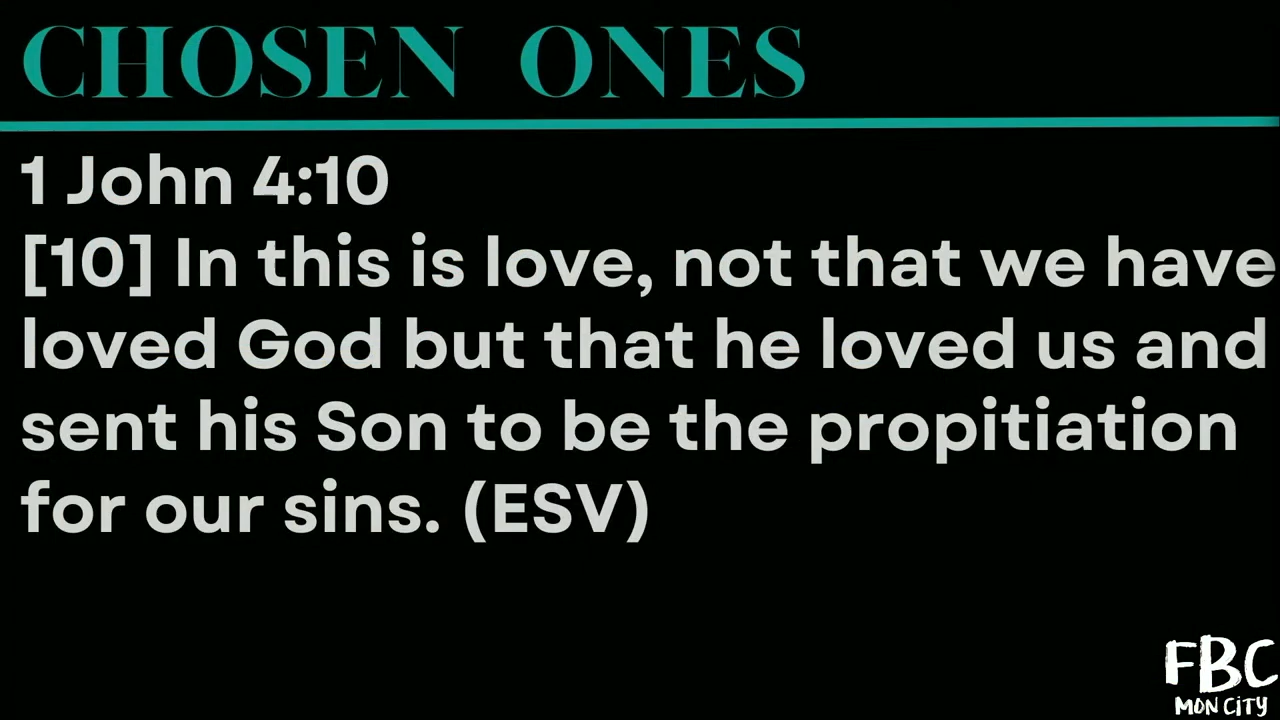 CHOSEN ONES
1 John 4:10
[10] In this is love, not that we have
loved God but that he loved us and
sent his Son to be the propitiation
for our sins. (ESV)
FBC
MON CiTY